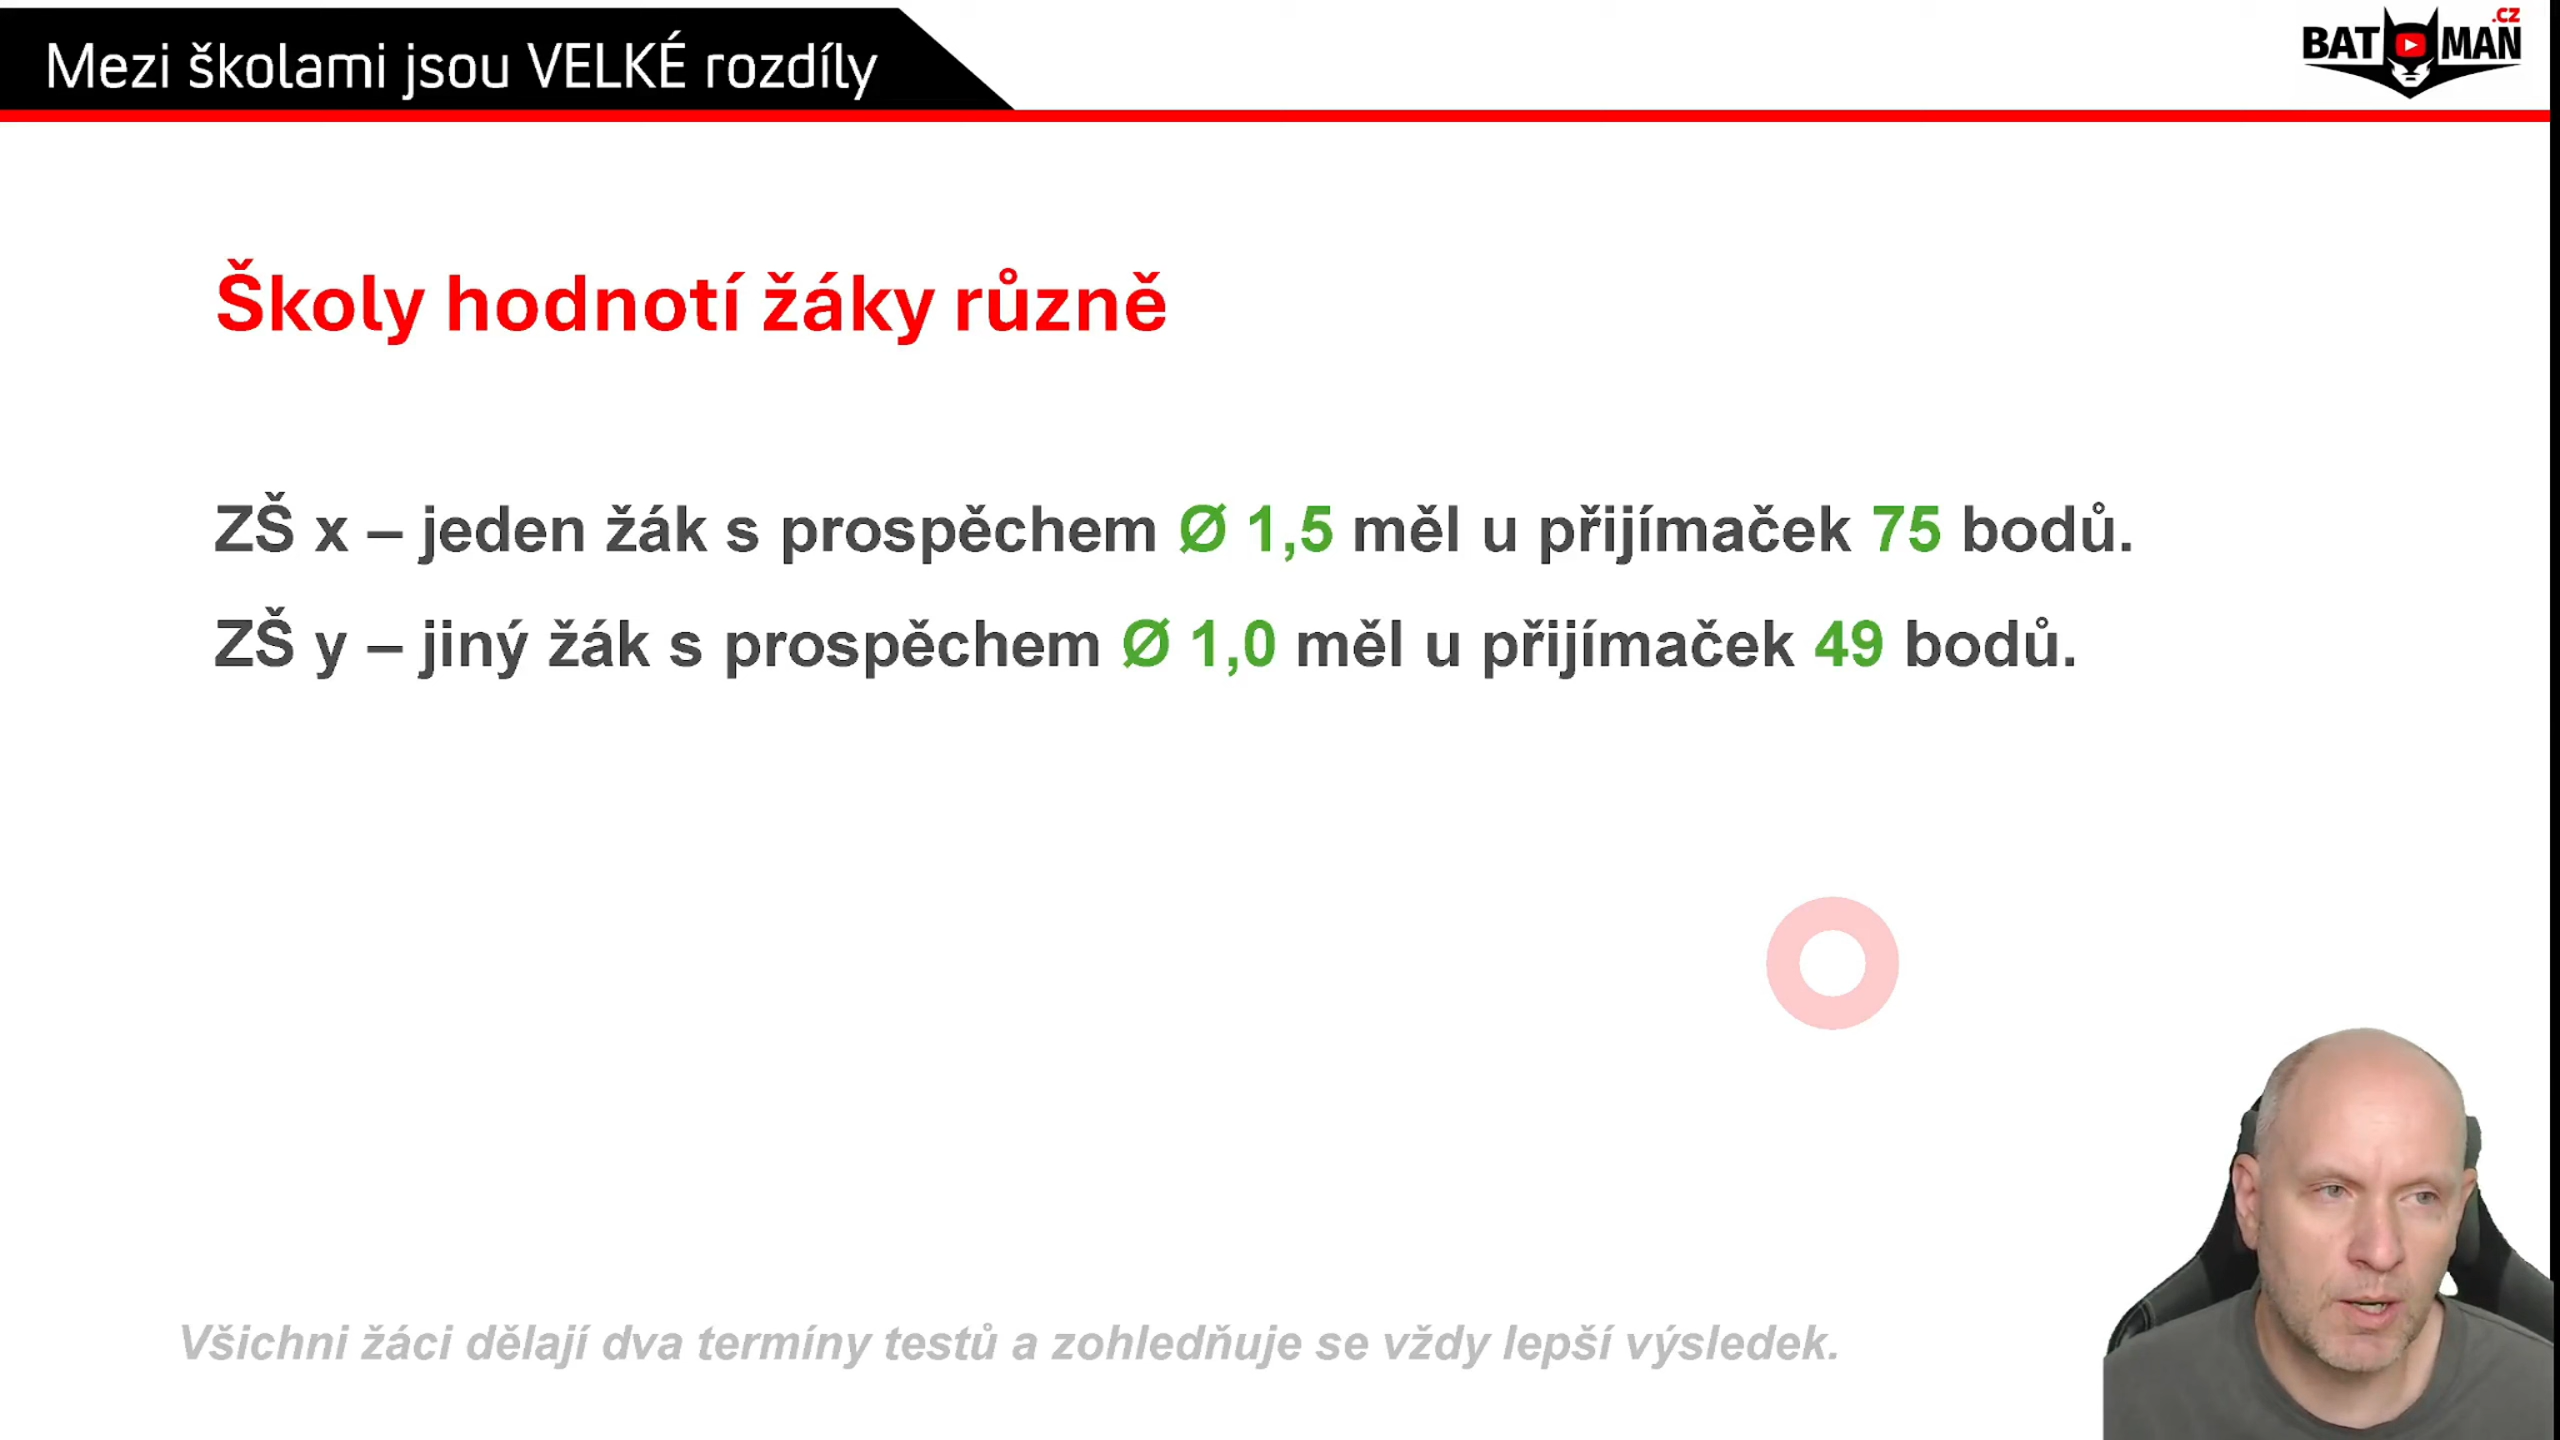 Mezi školami jsou VELKÉ rozdíly
BAT MAN
.cz
Školy hodnotí žáky různě
ZŠ x – jeden žák s prospěchem Ø 1,5 měl u přijímaček 75 bodů.
ZŠ y – jiný žák s prospěchem Ø 1,0 měl u přijímaček 49 bodů.
Všichni žáci dělají dva termíny testů a zohledňuje se vždy lepší výsledek.